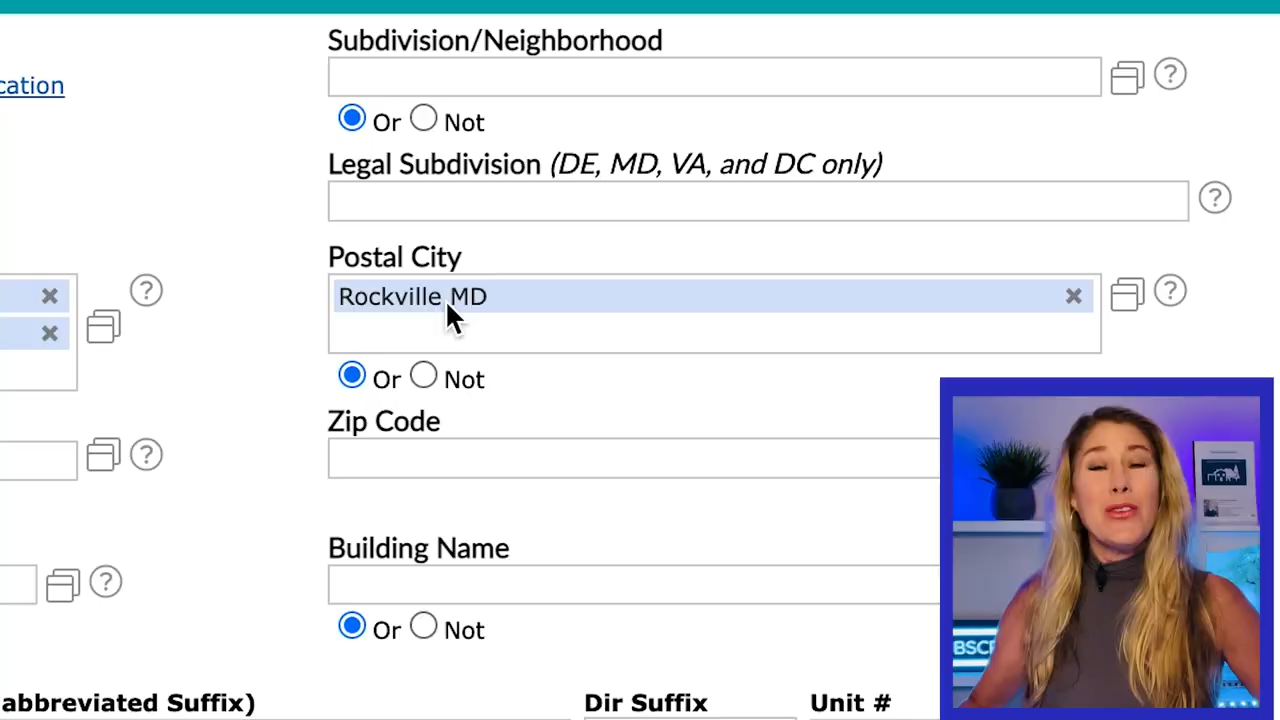 Subdivision/Neighborhood
cation
Or Not
Legal Subdivision (DE, MD, VA, and DC only)
Postal City
Rockville MD
Or Not
Zip Code
Building Name
Or Not
abbreviated Suffix)
Dir Suffix
Unit #
BSC